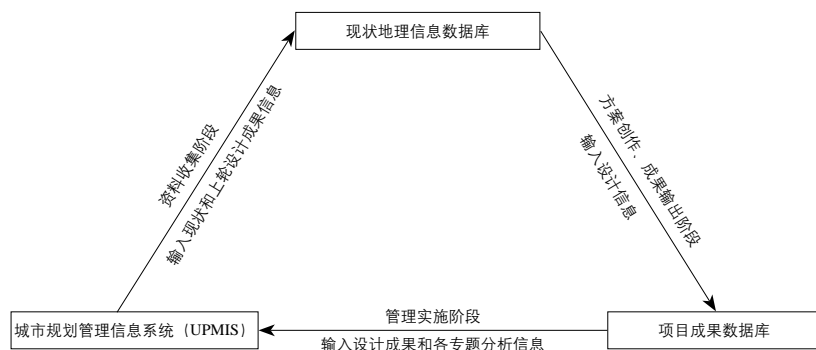 现状地理信息数据库
资料收集阶段
输入现状和上轮设计成果信息
方案创作、成果输出阶段
输入设计信息
城市规划管理信息系统（UPMIS）
管理实施阶段
输入设计成果和各专题分析信息
项目成果数据库